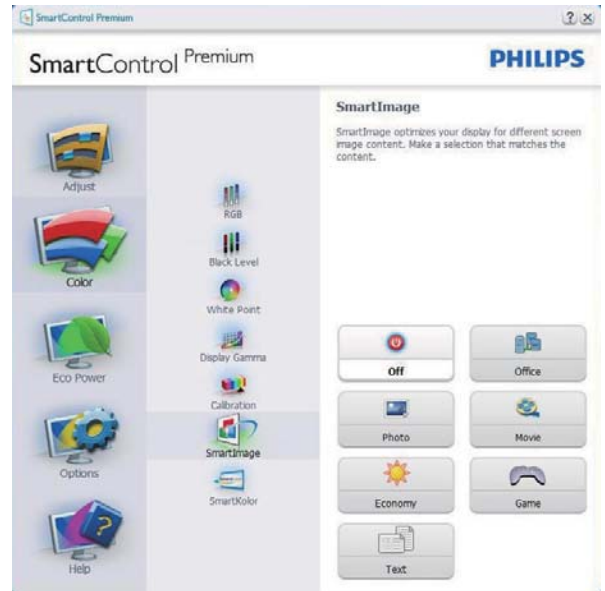 SmartControl Premium
SmartControl Premium
PHILIPS
Adjust
Color
Eco Power
Options
Help
RGB
Black Level
White Point
Display Gamma
Calibration
SmartImage
SmartKolor
SmartImage
SmartImage optimizes your display for different screen
image content. Make a selection that matches the
content.
Off
Office
Photo
Movie
Economy
Game
Text